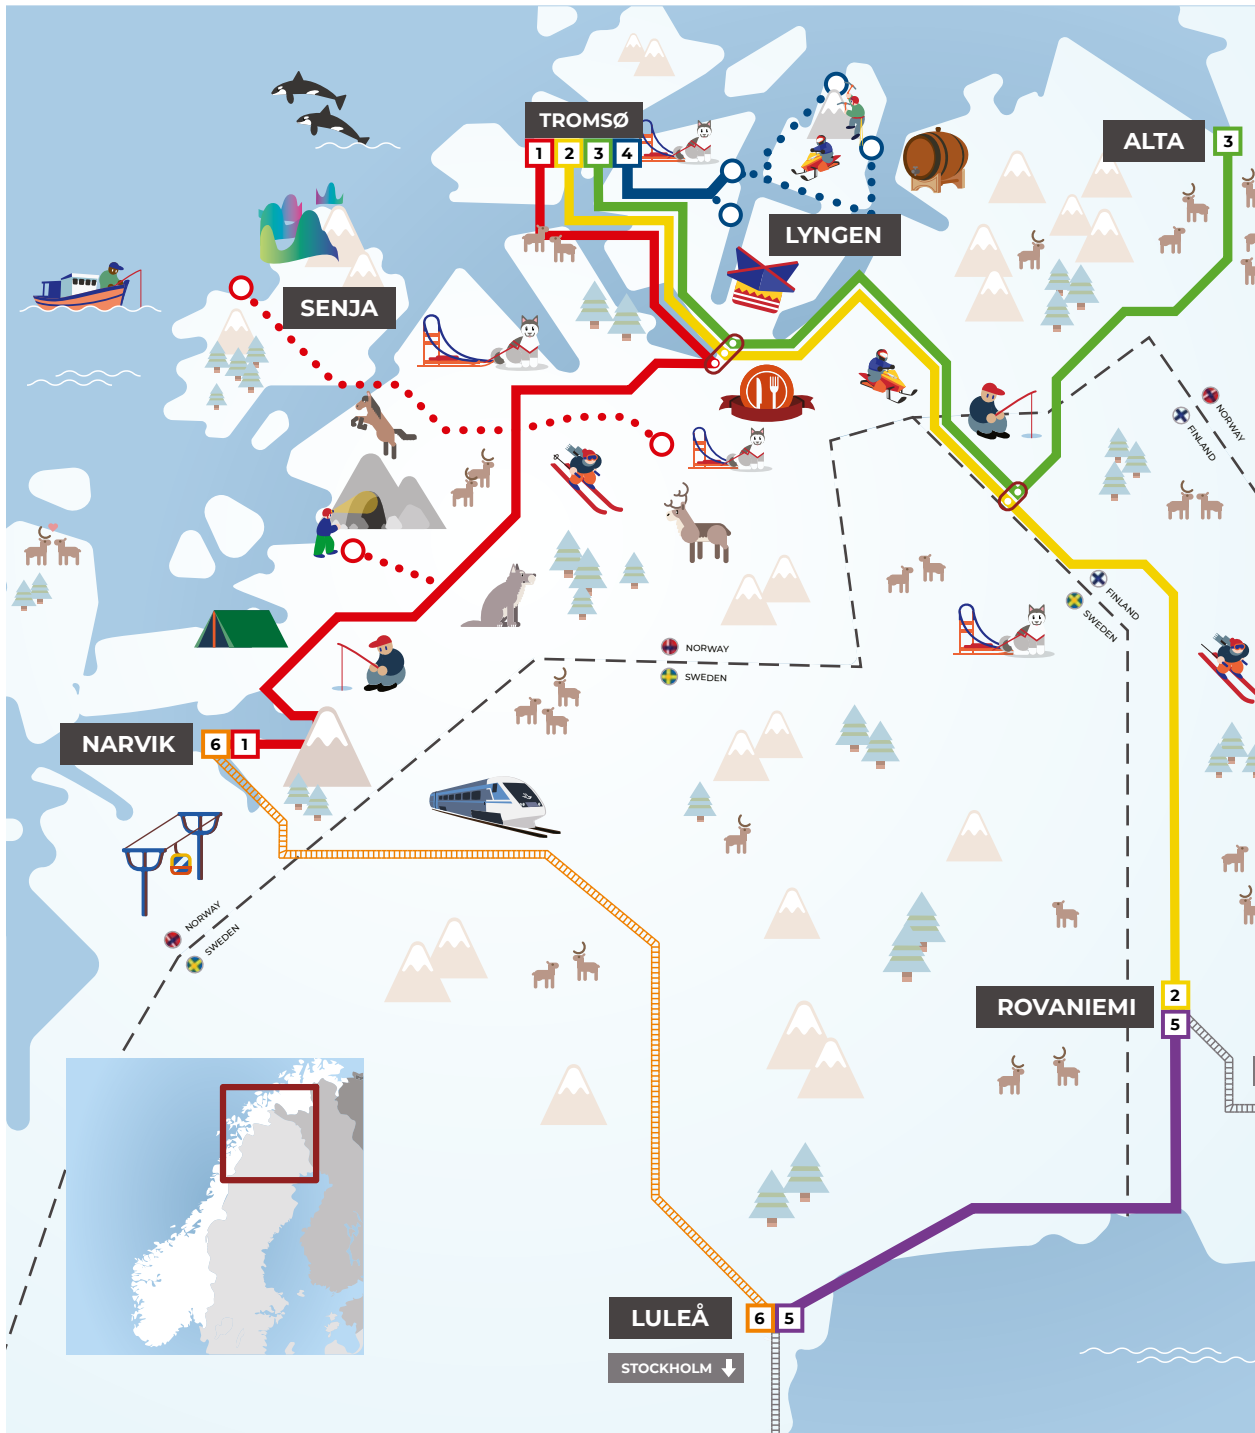 TROMSØ
1 2 3 4
ALTA
3
LYNGEN
SENJA
NORWAY
FINLAND
FINLAND
SWEDEN
NORWAY
SWEDEN
NARVIK
6 1
NORWAY
SWEDEN
ROVANIEMI
2
5
LULEÅ
6 5
STOCKHOLM